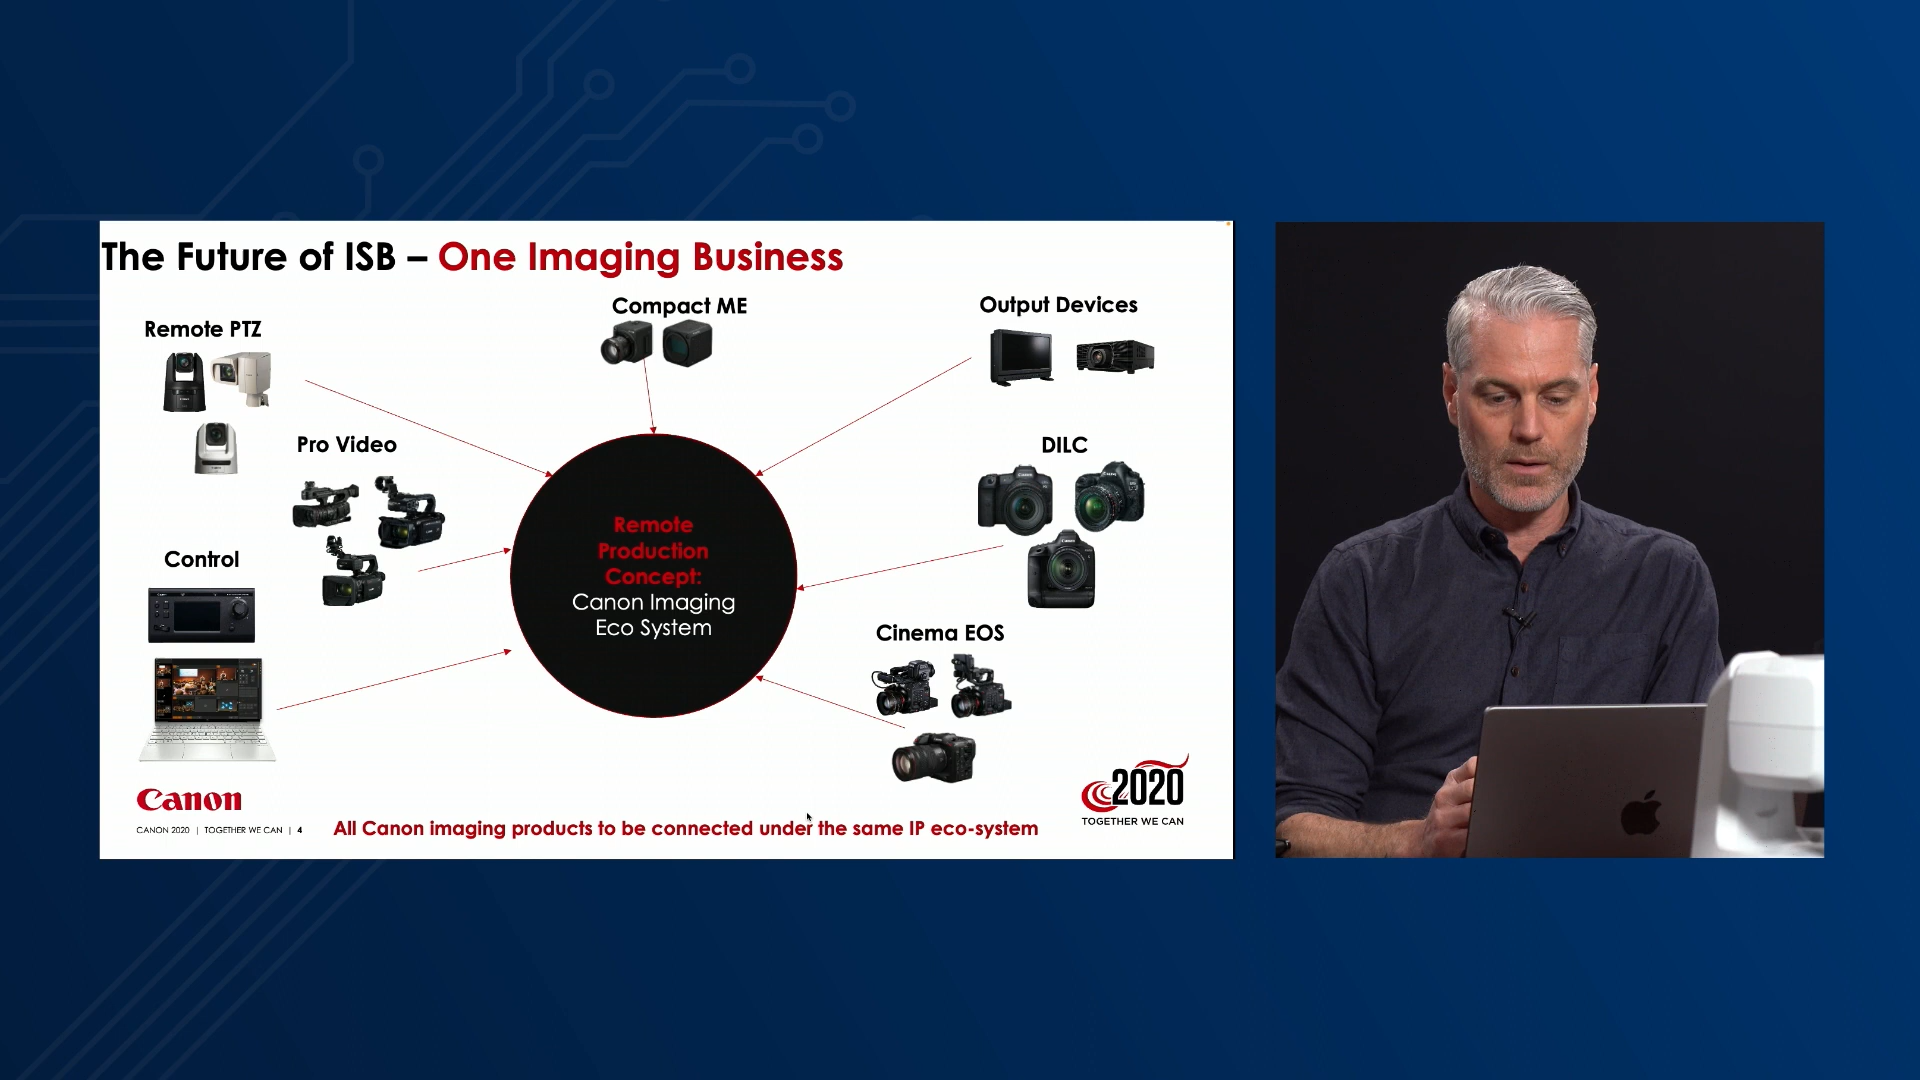 The Future of ISB – One Imaging Business
Compact ME
Output Devices
Remote PTZ
Pro Video
DILC
Remote
Production
Concept:
Canon Imaging
Eco System
Control
Cinema EOS
2020
TOGETHER WE CAN
Canon
CANON 2020 | TOGETHER WE CAN | 4
All Canon imaging products to be connected under the same IP eco-system